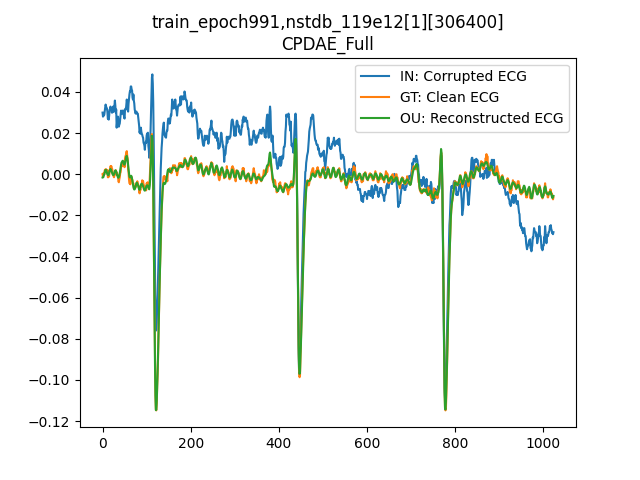 train_epoch991,nstdb_119e12[1][306400]
CPDAE_Full
IN: Corrupted ECG
GT: Clean ECG
OU: Reconstructed ECG
0.04
0.02
0.00
−0.02
−0.04
−0.06
−0.08
−0.10
−0.12
0 200 400 600 800 1000